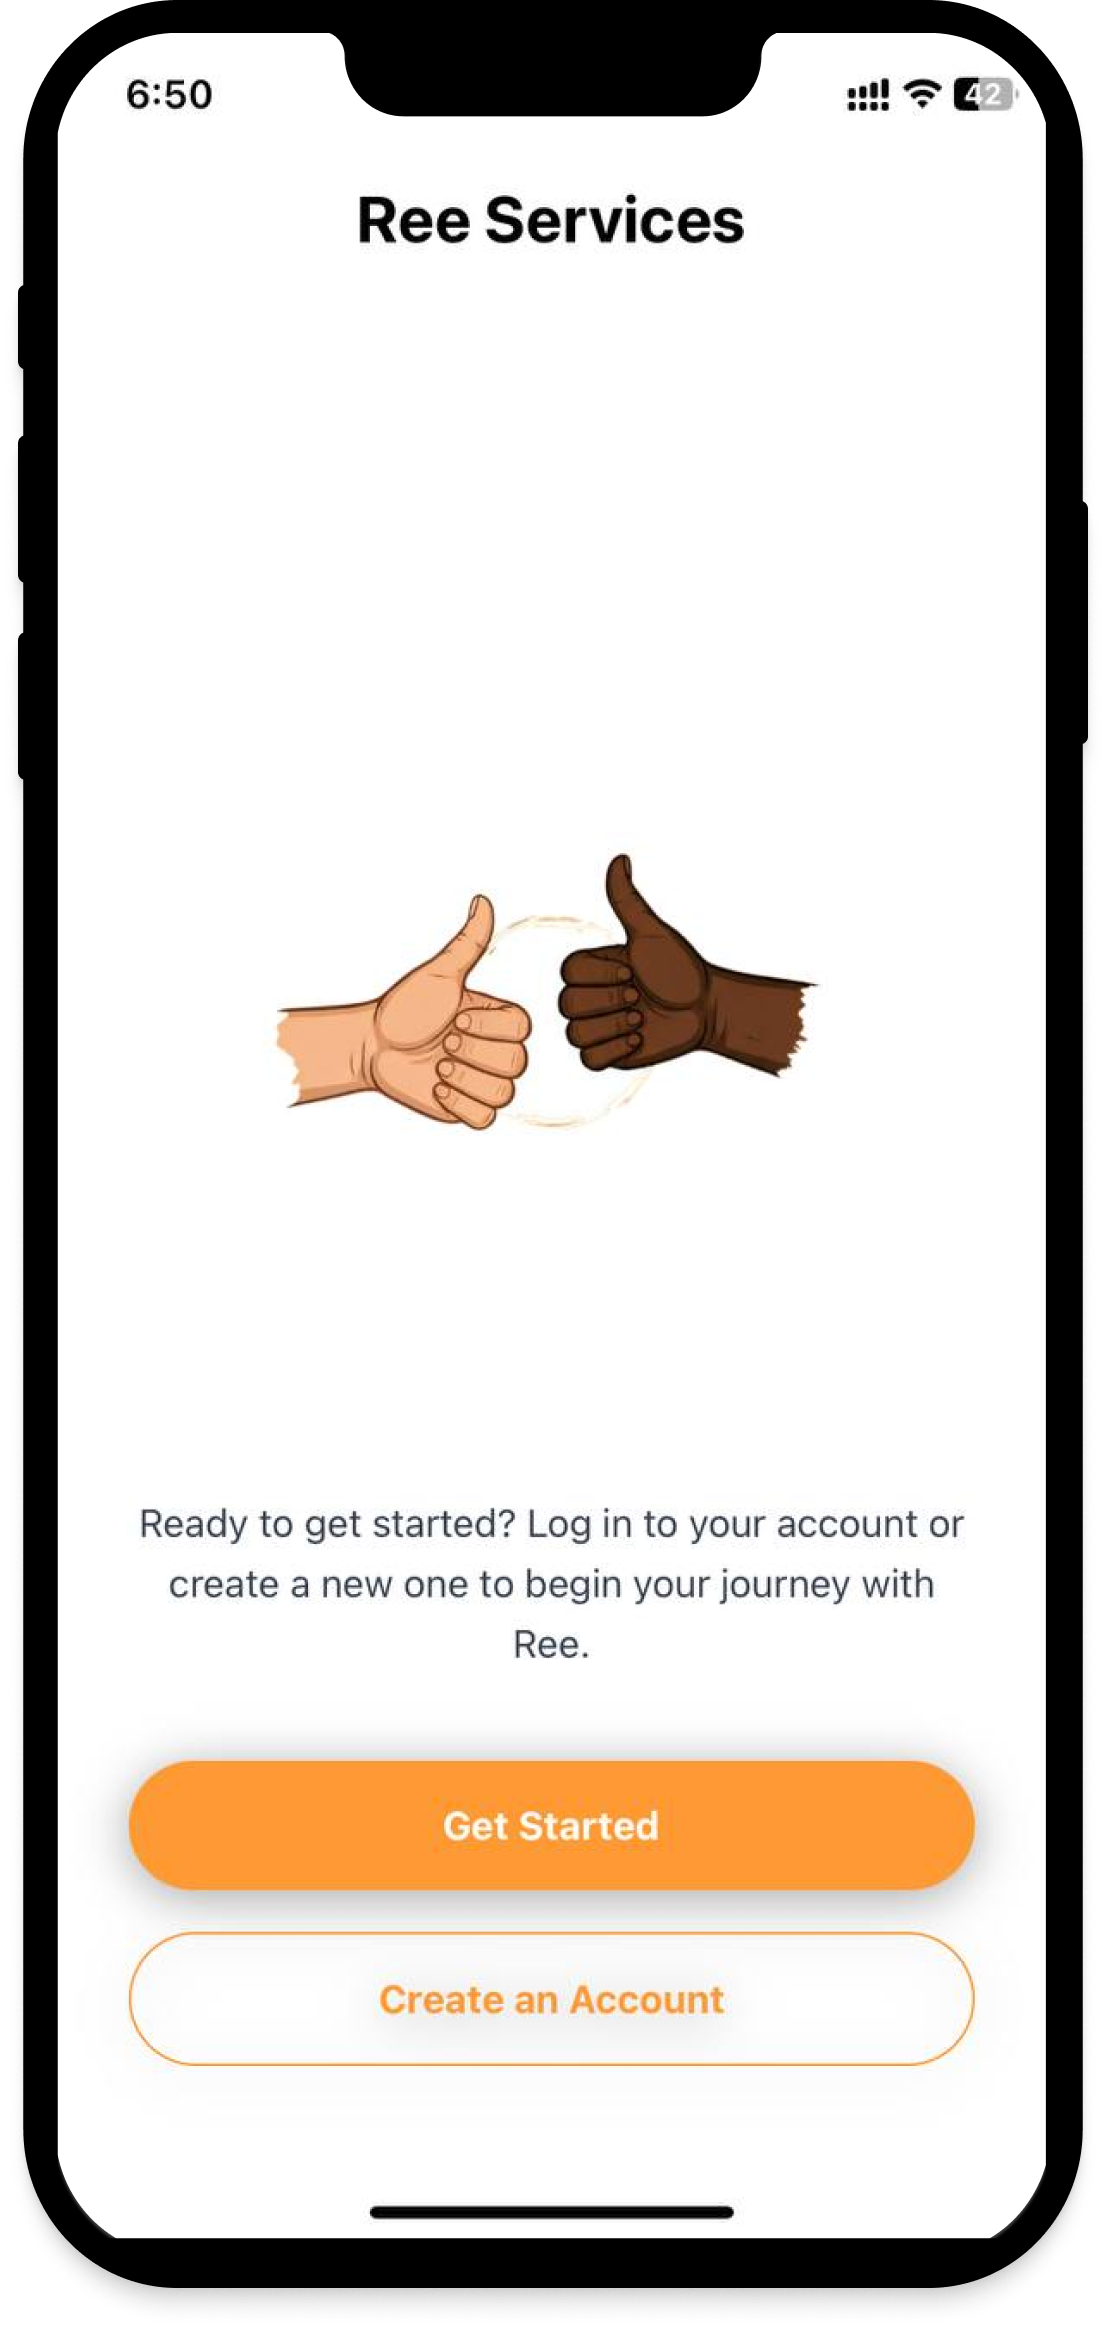 6:50
42
Ree Services
Ready to get started? Log in to your account or
create a new one to begin your journey with
Ree.
Get Started
Create an Account